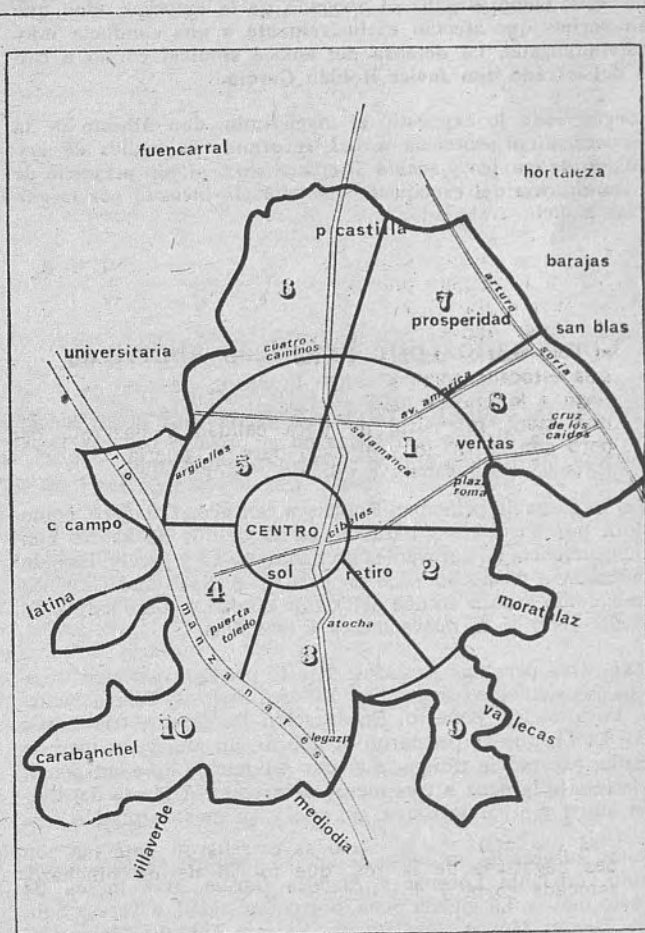 fuencarral
hortaleza
p castilla
barajas
6
arturo
7
prosperidad
san blas
cuatro-
caminos
universitaria
soria
av. america
8
cruz
de los
caidos
salamanca
1
ventas
argüelles
5
plaza
roma
rio
c campo
CENTRO
cibeles
sol
retiro
2
4
latina
moratalaz
puerta
toledo
atocha
manzanares
3
vallecas
10
9
legazpi
carabanchel
mediodia
villaverde